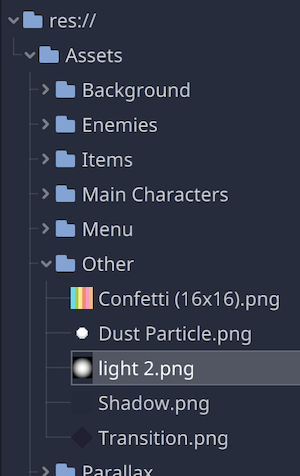 res://
Assets
Background
Enemies
Items
Main Characters
Menu
Other
Confetti (16x16).png
Dust Particle.png
light 2.png
Shadow.png
Transition.png
Parallax